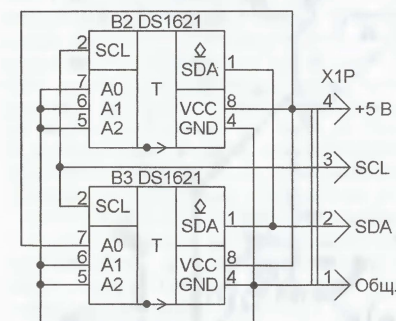 B2 DS1621
2 SCL
◇ SDA 1
7 A0
T
6 A1
VCC 8
5 A2
GND 4
X1P
4 +5 В
3 SCL
B3 DS1621
2 SCL
◇ SDA 1
2 SDA
7 A0
T
6 A1
VCC 8
5 A2
GND 4
1 Общ.